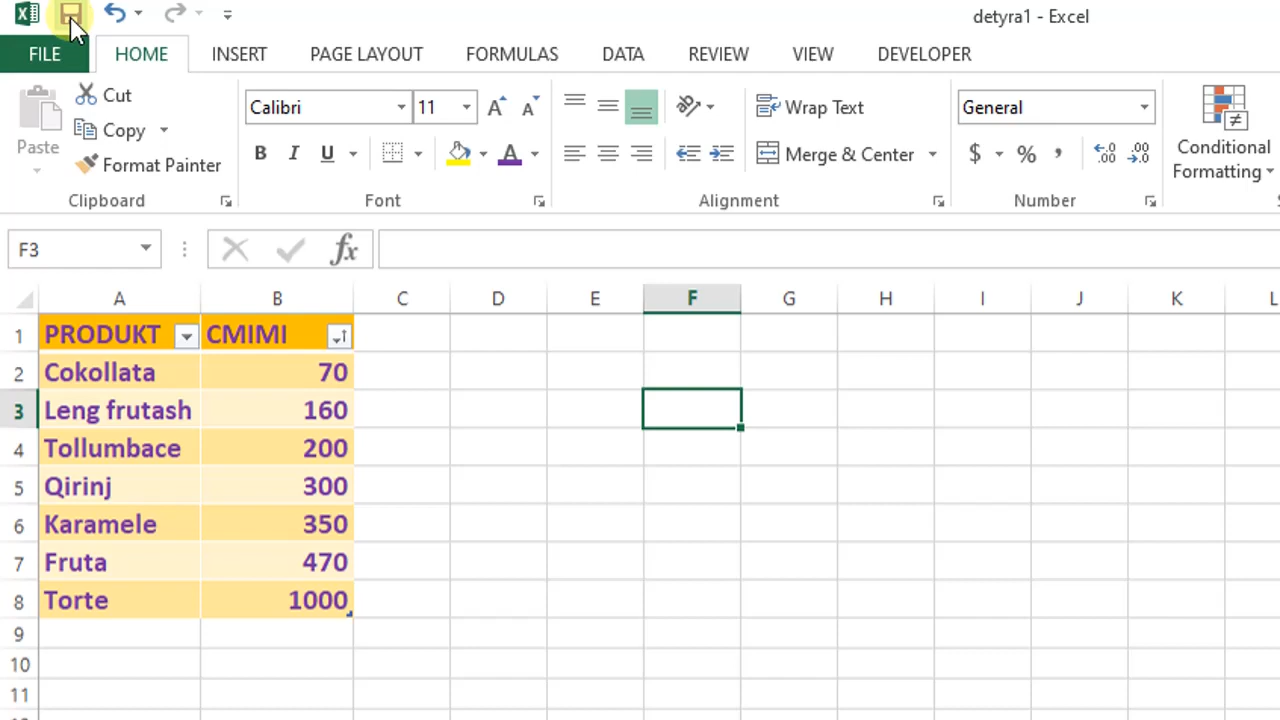 detyra1 - Excel
FILE HOME INSERT PAGE LAYOUT FORMULAS DATA REVIEW VIEW DEVELOPER
Paste
Cut
Copy
Format Painter
Clipboard
Calibri 11
B I U A
Font
Wrap Text
Merge & Center
Alignment
General
$ % ,
Number
Conditional
Formatting
F3
fx
A B C D E F G H I J K L
1 PRODUKT CMIMI
2 Cokollata 70
3 Leng frutash 160
4 Tollumbace 200
5 Qirinj 300
6 Karamele 350
7 Fruta 470
8 Torte 1000
9
10
11